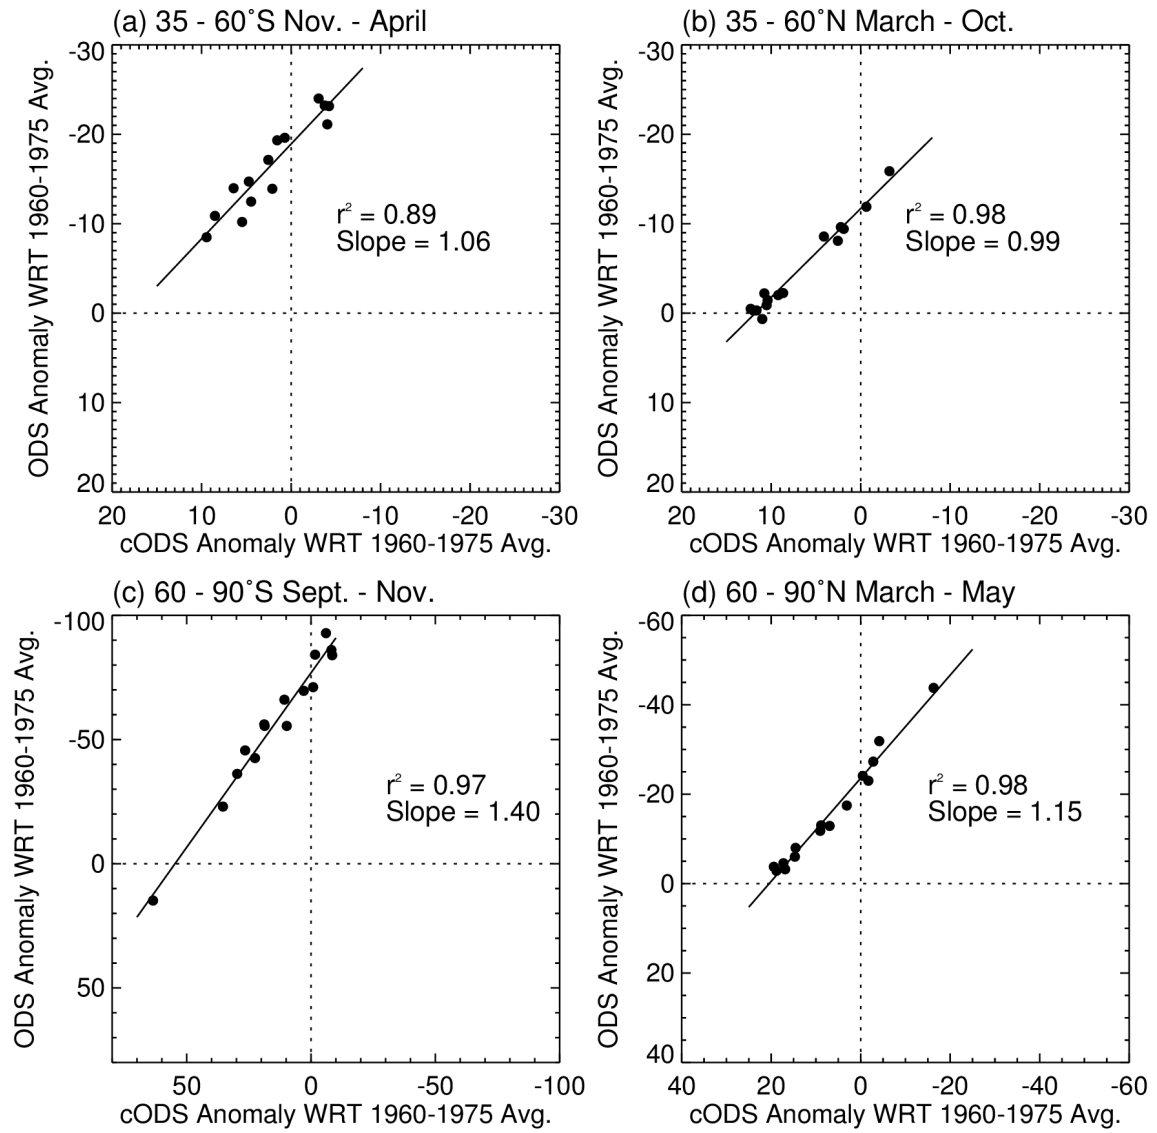 (a) 35 - 60°S Nov. - April
ODS Anomaly WRT 1960-1975 Avg.
-30
-20
-10
0
10
20
r² = 0.89
Slope = 1.06
20 10 0 -10 -20 -30
cODS Anomaly WRT 1960-1975 Avg.
(b) 35 - 60°N March - Oct.
ODS Anomaly WRT 1960-1975 Avg.
-30
-20
-10
0
10
20
r² = 0.98
Slope = 0.99
20 10 0 -10 -20 -30
cODS Anomaly WRT 1960-1975 Avg.
(c) 60 - 90°S Sept. - Nov.
ODS Anomaly WRT 1960-1975 Avg.
-100
-50
0
50
r² = 0.97
Slope = 1.40
50 0 -50 -100
cODS Anomaly WRT 1960-1975 Avg.
(d) 60 - 90°N March - May
ODS Anomaly WRT 1960-1975 Avg.
-60
-40
-20
0
20
40
r² = 0.98
Slope = 1.15
40 20 0 -20 -40 -60
cODS Anomaly WRT 1960-1975 Avg.